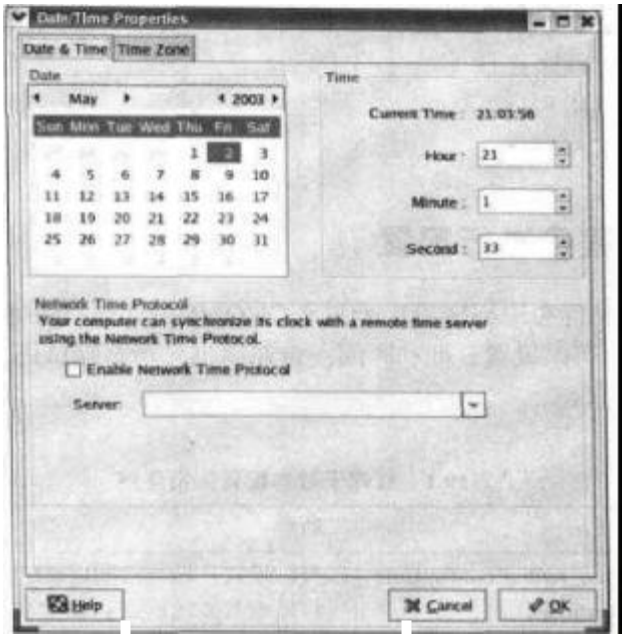 Date/Time Properties
Date & Time Time Zone
Date
May 2003
Sun Mon Tue Wed Thu Fri Sat
1 2 3
4 5 6 7 8 9 10
11 12 13 14 15 16 17
18 19 20 21 22 23 24
25 26 27 28 29 30 31
Time
Current Time : 21:03:56
Hour : 21
Minute : 1
Second : 33
Network Time Protocol
Your computer can synchronize its clock with a remote time server
using the Network Time Protocol.
Enable Network Time Protocol
Server:
Help Cancel OK